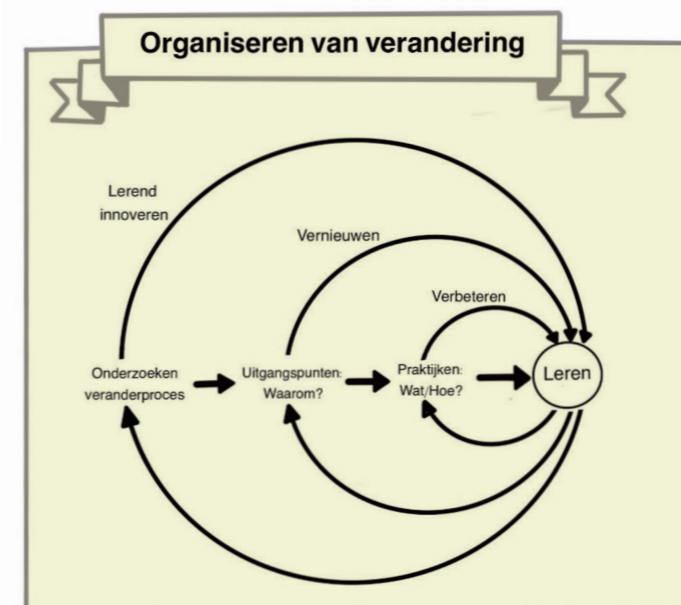 Organiseren van verandering
Lerend
innoveren
Vernieuwen
Verbeteren
Onderzoeken
veranderproces
Uitgangspunten:
Waarom?
Praktijken:
Wat/Hoe?
Leren